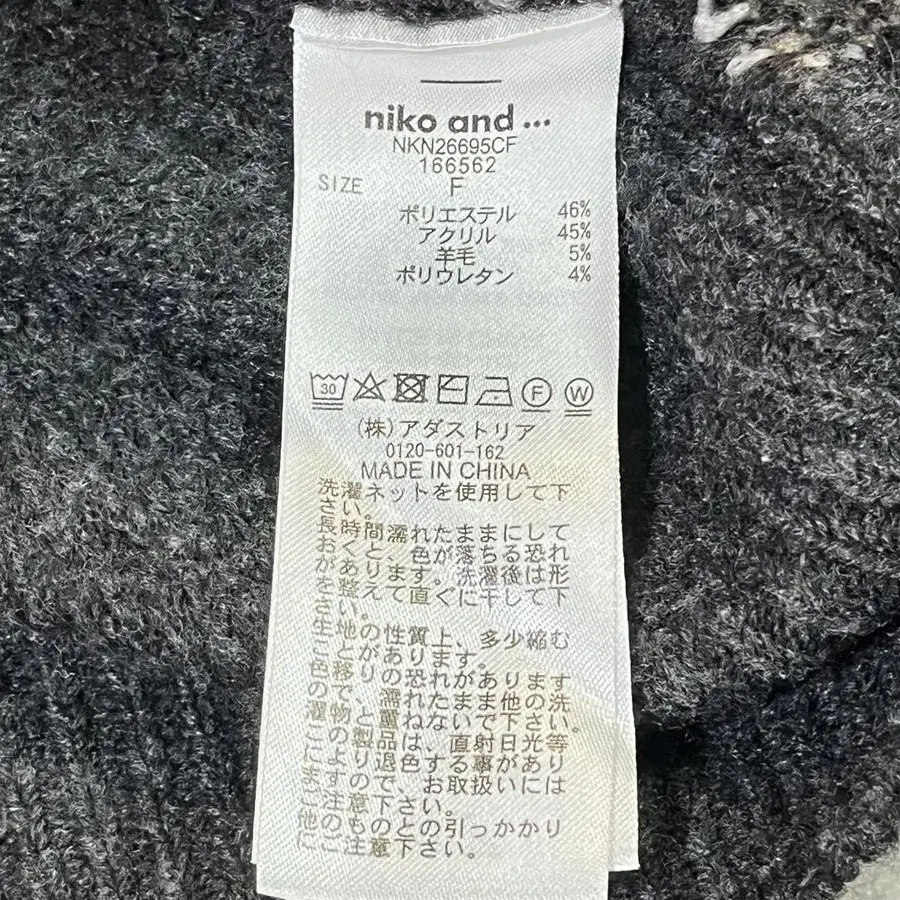 niko and ...
NKN26695CF
166562
SIZE F
ポリエステル 46%
アクリル 45%
羊毛 5%
ポリウレタン 4%
30
F
W
(株)アダストリア
0120-601-162
MADE IN CHINA
洗濯ネットを使用して下
さい。
長時間濡れたままにして
おくと、色が落ちる恐れ
があります。洗濯後は形
を整えて直ぐに干して下
さい。
生地の性質上、多少縮む
ことがあります。
色移りの恐れがあります
ので、濡れたまま他の洗
濯物と重ねないで下さい。
この製品は、直射日光等
により退色する事があり
ますので、お取扱いには
ご注意下さい。
他のものとの引っかかり
にご注意下さい。